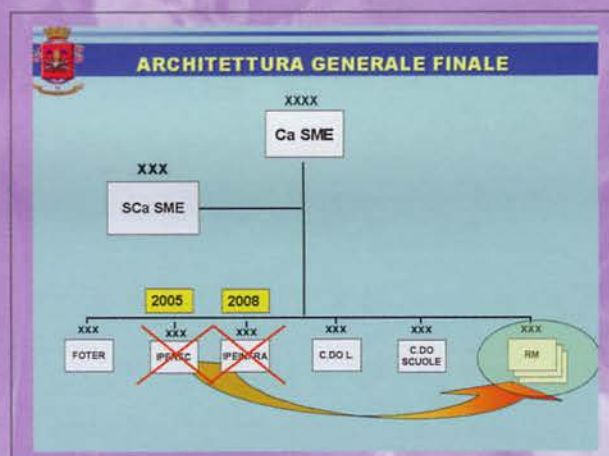 ARCHITETTURA GENERALE FINALE
XXXX
Ca SME
XXX
SCa SME
2005 2008
XXX XXX XXX XXX XXX XXX
FOTER C.DO L. C.DO SCUOLE RM